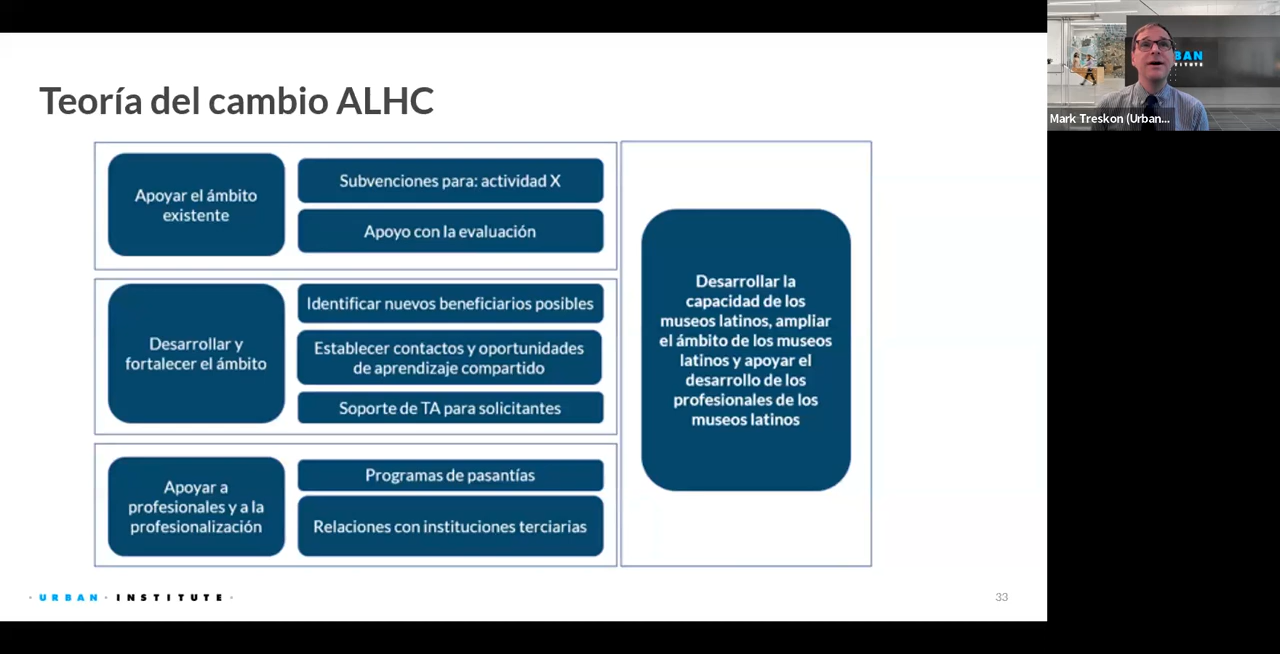 Teoría del cambio ALHC
Apoyar el ámbito
existente
Subvenciones para: actividad X
Apoyo con la evaluación
Desarrollar y
fortalecer el ámbito
Identificar nuevos beneficiarios posibles
Establecer contactos y oportunidades
de aprendizaje compartido
Soporte de TA para solicitantes
Apoyar a
profesionales y a la
profesionalización
Programas de pasantías
Relaciones con instituciones terciarias
Desarrollar la
capacidad de los
museos latinos, ampliar
el ámbito de los museos
latinos y apoyar el
desarrollo de los
profesionales de los
museos latinos
· URBAN · INSTITUTE ·
33
BAN
TITUTE
Mark Treskon (Urban...